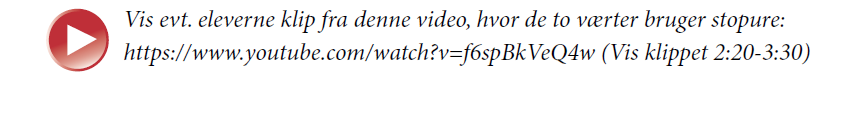 Vis evt. eleverne klip fra denne video, hvor de to værter bruger stopure:
https://www.youtube.com/watch?v=f6spBkVeQ4w (Vis klippet 2:20-3:30)